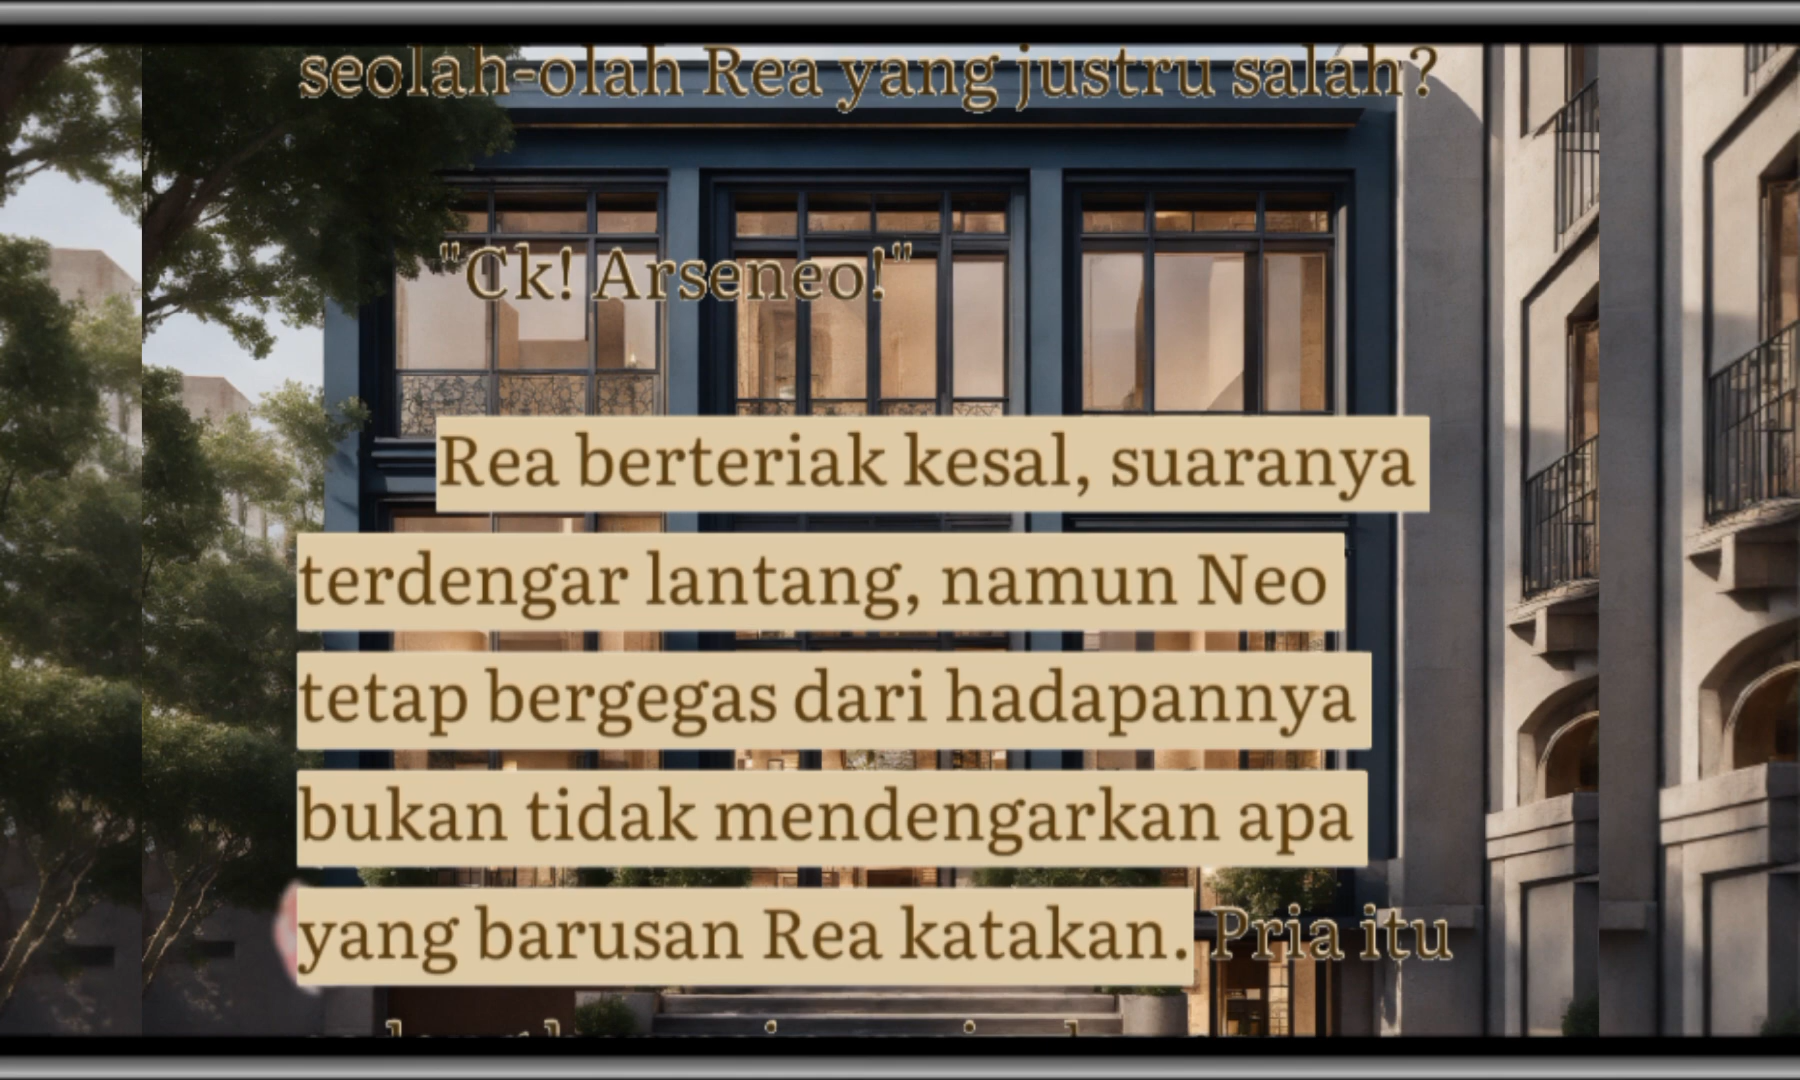 seolah-olah Rea yang justru salah?
"Ck! Arseneo!"
Rea berteriak kesal, suaranya
terdengar lantang, namun Neo
tetap bergegas dari hadapannya
bukan tidak mendengarkan apa
yang barusan Rea katakan. Pria itu